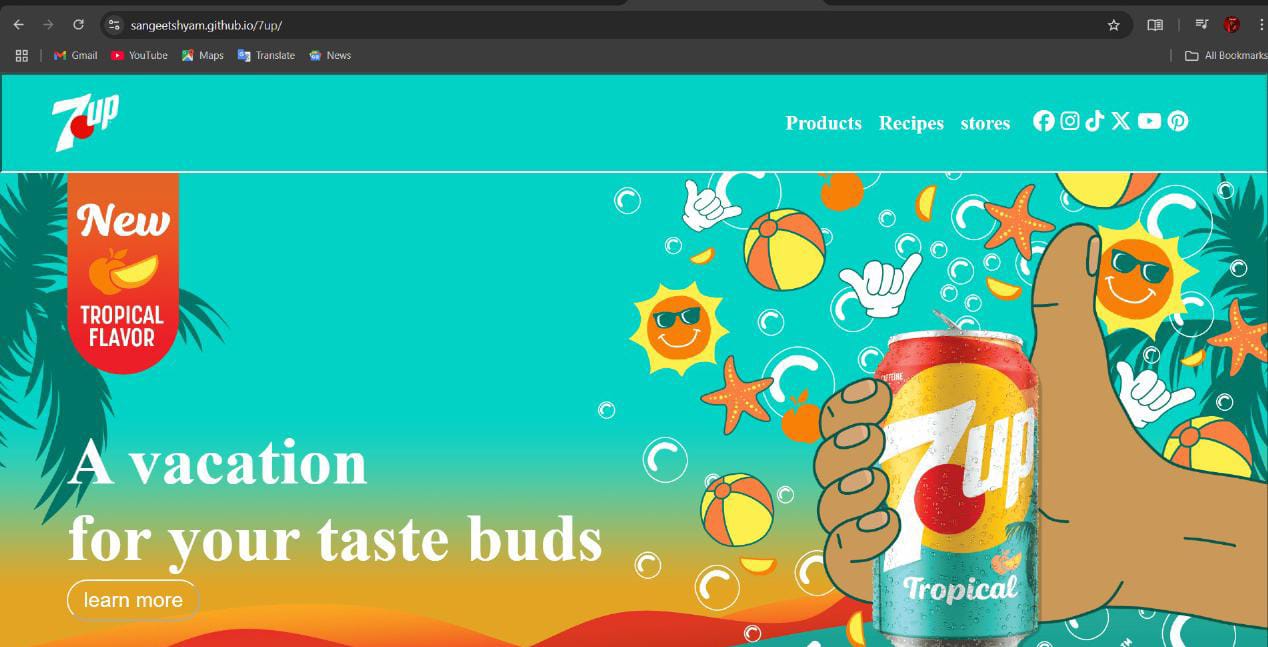 sangeetshyam.github.io/7up/
Gmail YouTube Maps Translate News All Bookmarks
7up
Products Recipes stores
New
TROPICAL
FLAVOR
A vacation
for your taste buds
learn more
CAFFEINE
7up
Tropical